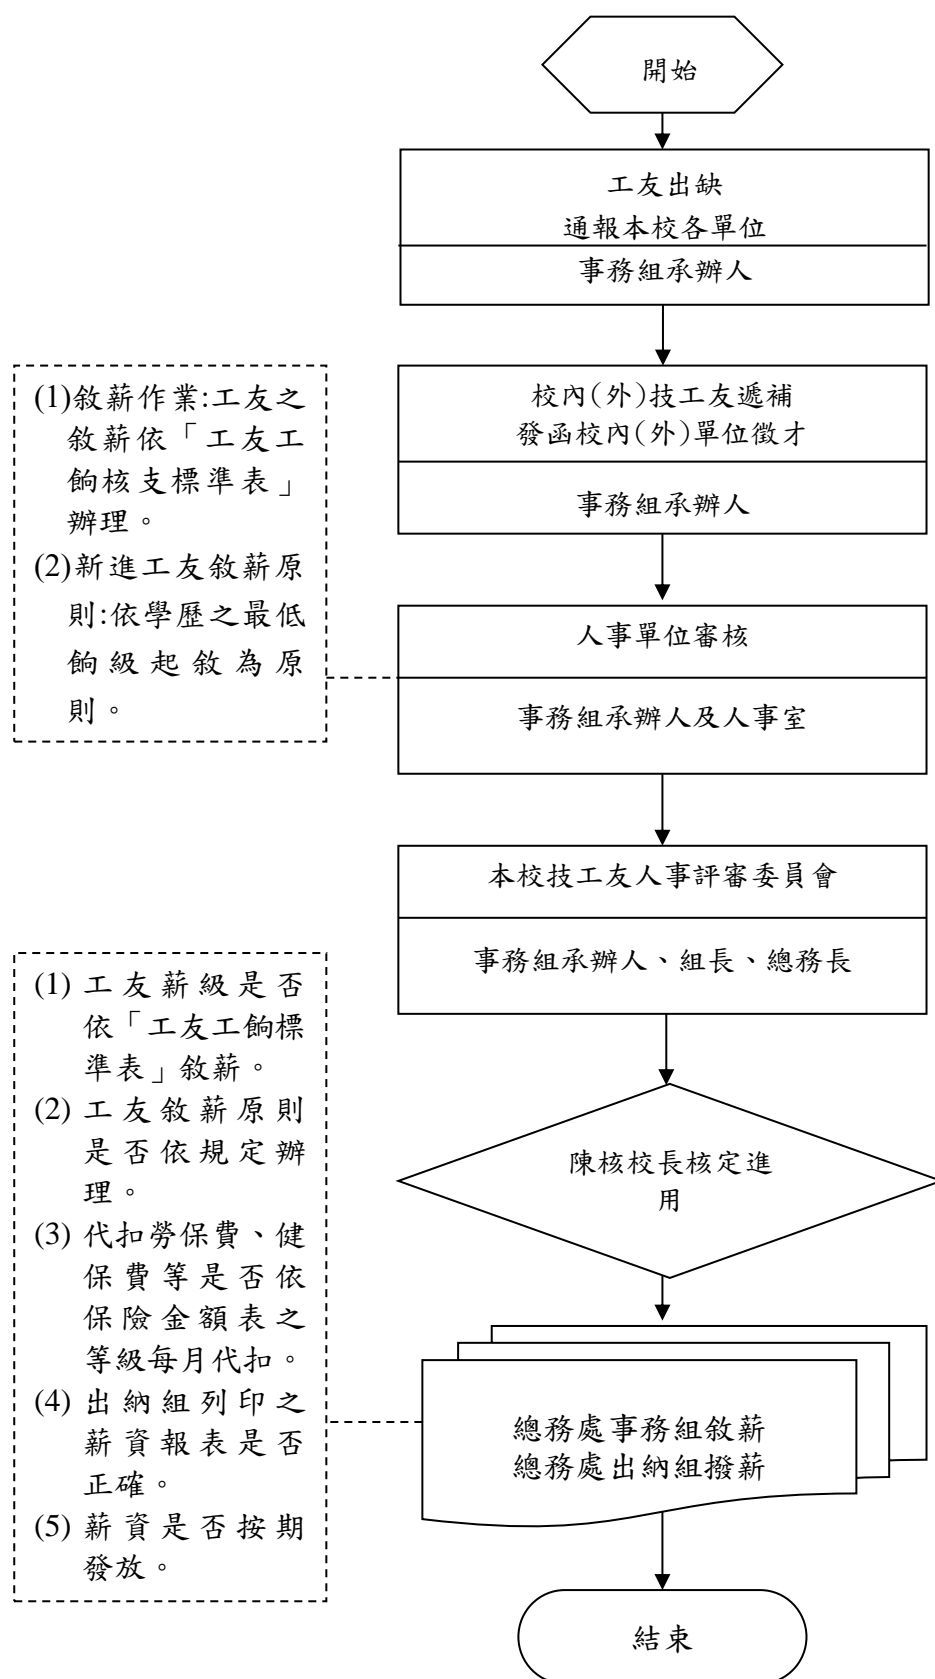 開始
工友出缺
通報本校各單位
事務組承辦人
校內(外)技工友遞補
發函校內(外)單位徵才
事務組承辦人
(1)敘薪作業:工友之
敘薪依「工友工
餉核支標準表」
辦理。
(2)新進工友敘薪原
則:依學歷之最低
餉級起敘為原
則。
人事單位審核
事務組承辦人及人事室
本校技工友人事評審委員會
事務組承辦人、組長、總務長
陳核校長核定進
用
(1) 工友薪級是否
依「工友工餉標
準表」敘薪。
(2) 工友敘薪原則
是否依規定辦
理。
(3) 代扣勞保費、健
保費等是否依
保險金額表之
等級每月代扣。
(4) 出納組列印之
薪資報表是否
正確。
(5) 薪資是否按期
發放。
總務處事務組敘薪
總務處出納組撥薪
結束